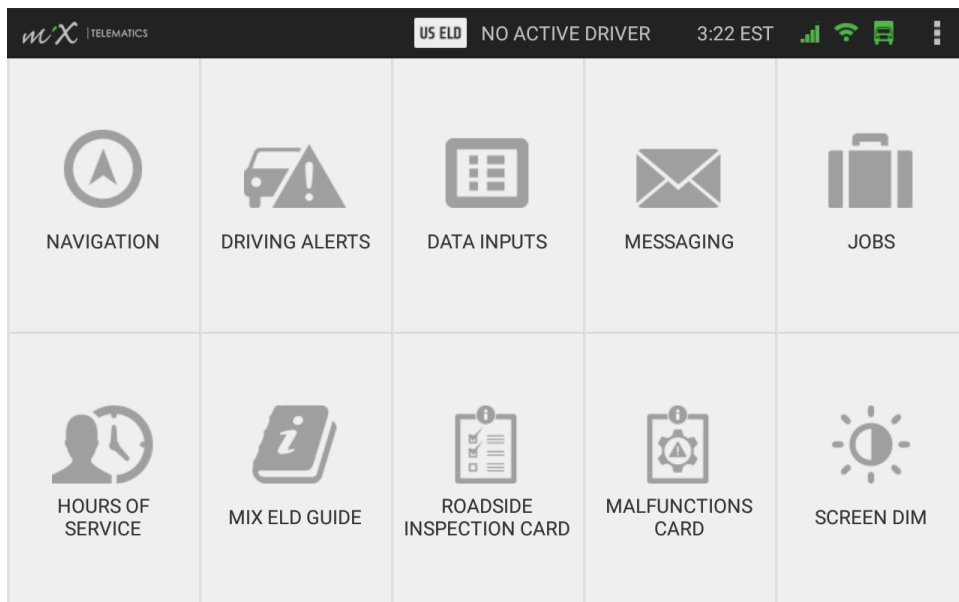 miX | TELEMATICS US ELD NO ACTIVE DRIVER 3:22 EST
NAVIGATION DRIVING ALERTS DATA INPUTS MESSAGING JOBS
HOURS OF SERVICE
MIX ELD GUIDE
ROADSIDE INSPECTION CARD
MALFUNCTIONS CARD
SCREEN DIM